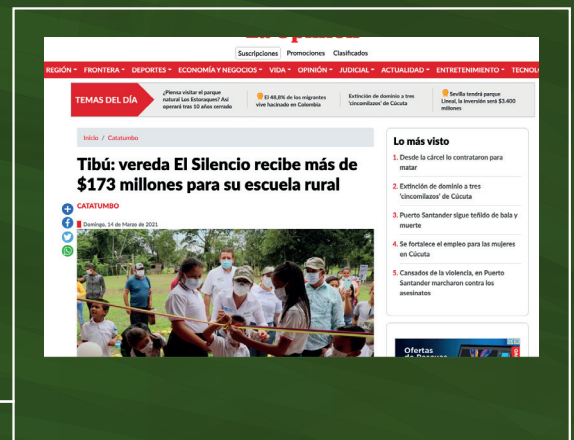 Suscripciones Promociones Clasificados
REGIÓN FRONTERA DEPORTES ECONOMÍA Y NEGOCIOS VIDA OPINIÓN JUDICIAL ACTUALIDAD ENTRETENIMIENTO
TEMAS DEL DÍA
¿Piensa visitar el parque
natural Los Estoraques? Así
operará tras 10 años cerrado
El 48,8% de los migrantes
vive hacinado en Colombia
Extinción de dominio a tres
'cincomilazos' de Cúcuta
Sevilla tendrá parque
Lineal, la inversión será $3.400
millones
Inicio / Catatumbo
Tibú: vereda El Silencio recibe más de
$173 millones para su escuela rural
CATATUMBO
Domingo, 14 de Marzo de 2021
Lo más visto
1. Desde la cárcel lo contrataron para
matar
2. Extinción de dominio a tres
'cincomilazos' de Cúcuta
3. Puerto Santander sigue teñido de bala y
muerte
4. Se fortalece el empleo para las mujeres
en Cúcuta
5. Cansados de la violencia, en Puerto
Santander marcharon contra los
asesinatos
Ofertas